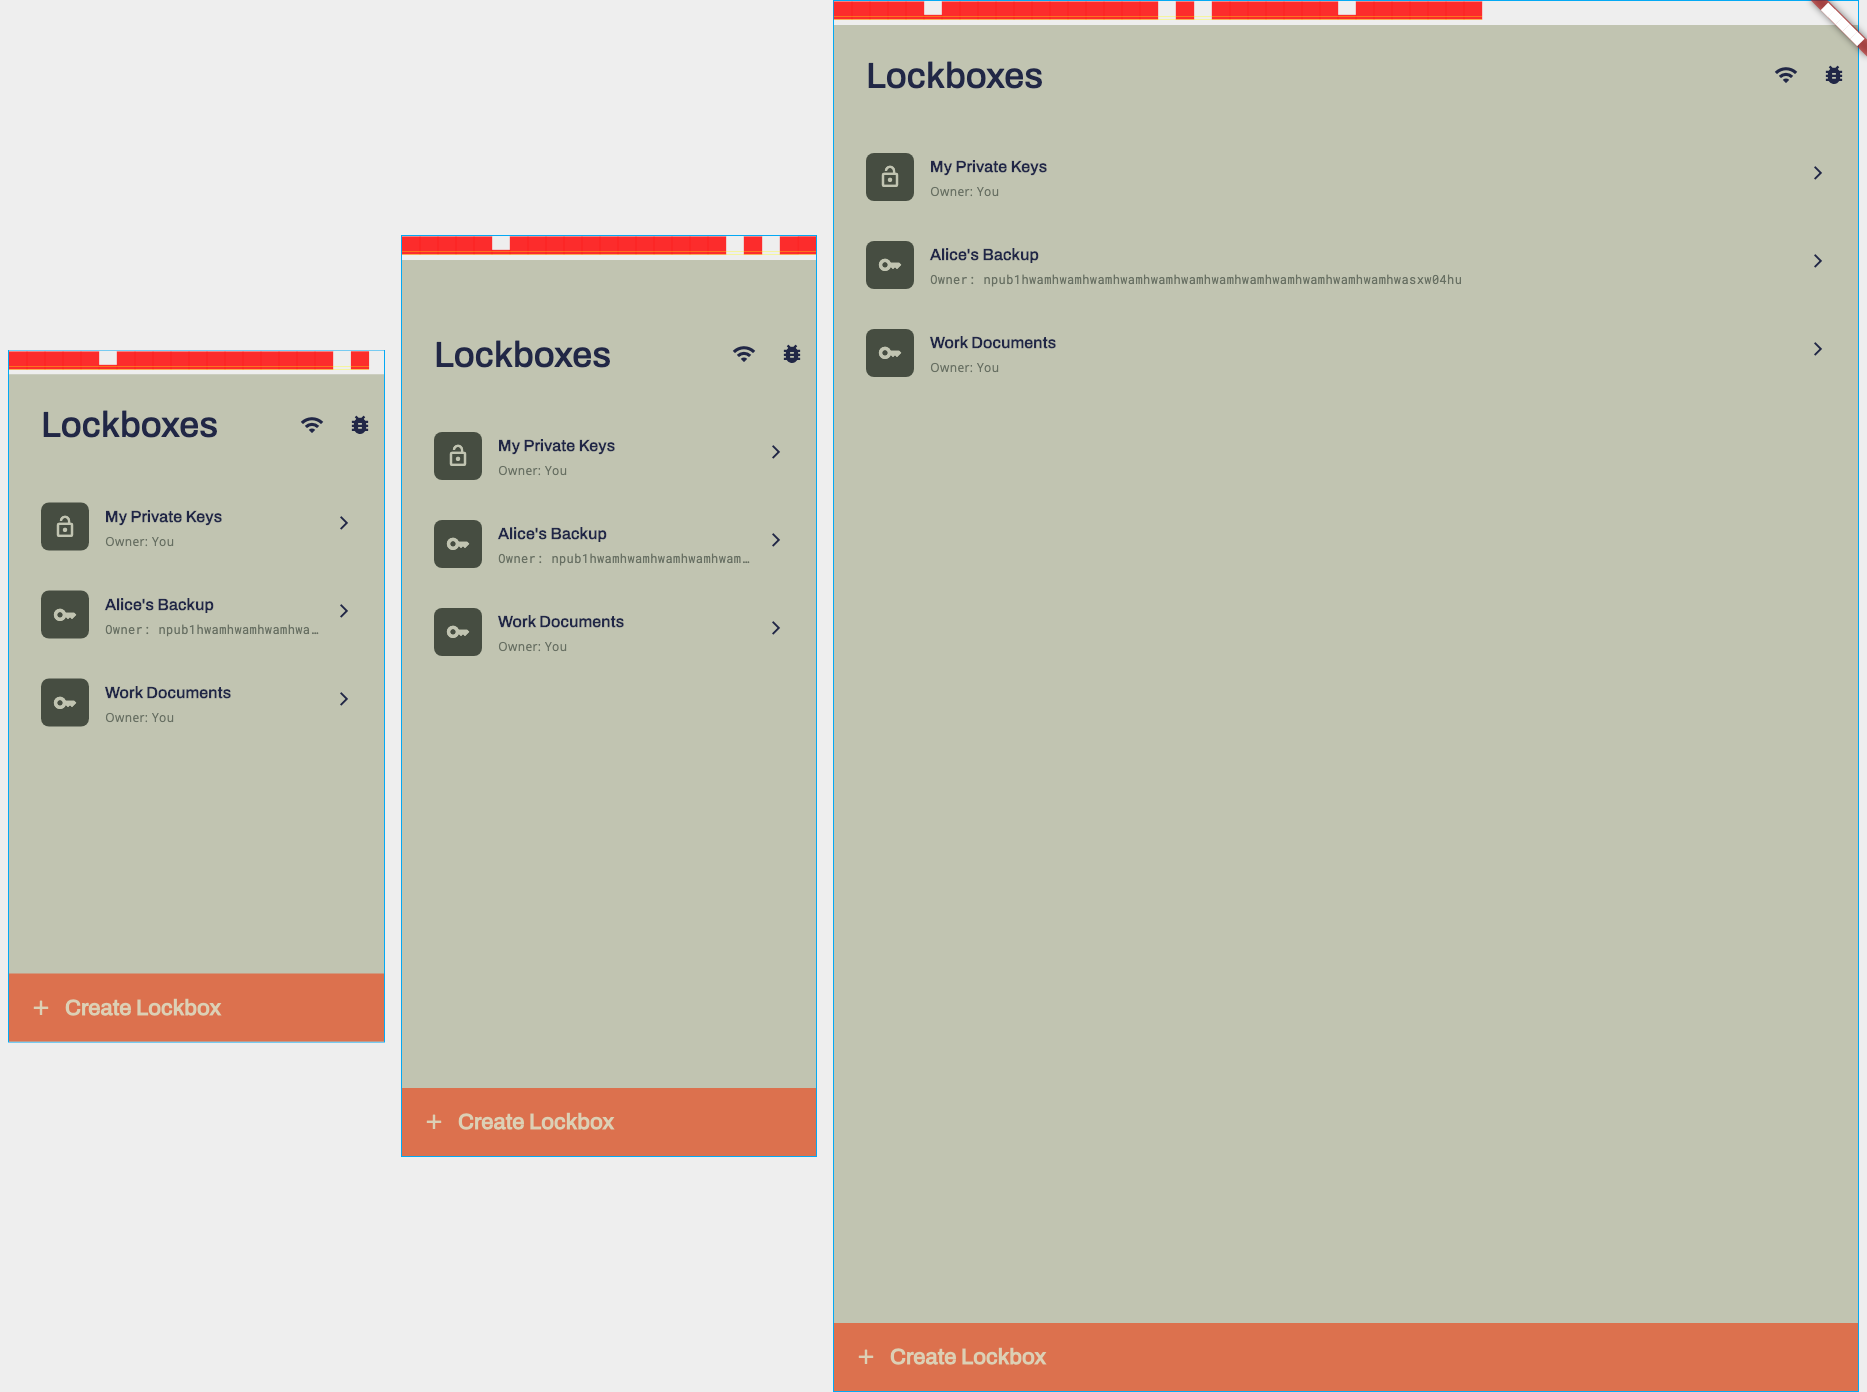 Lockboxes
My Private Keys
Owner: You
Alice's Backup
Owner: npub1hwamhwamhwamhwa…
Work Documents
Owner: You
+ Create Lockbox
Lockboxes
My Private Keys
Owner: You
Alice's Backup
Owner: npub1hwamhwamhwamhwamhwam…
Work Documents
Owner: You
+ Create Lockbox
Lockboxes
My Private Keys
Owner: You
Alice's Backup
Owner: npub1hwamhwamhwamhwamhwamhwamhwamhwamhwamhwamhwamhwamhwasxw04hu
Work Documents
Owner: You
+ Create Lockbox